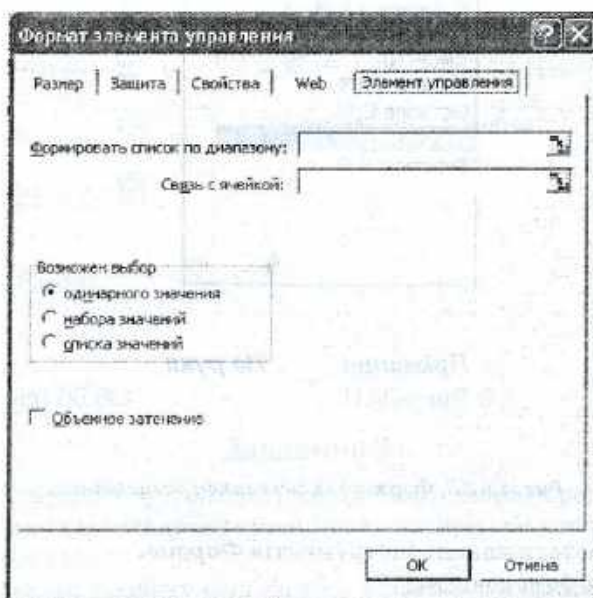 Формат элемента управления
Размер Защита Свойства Web Элемент управления
Формировать список по диапазону:
Связь с ячейкой:
Возможен выбор
одинарного значения
набора значений
списка значений
Объемное затенение
OK Отмена